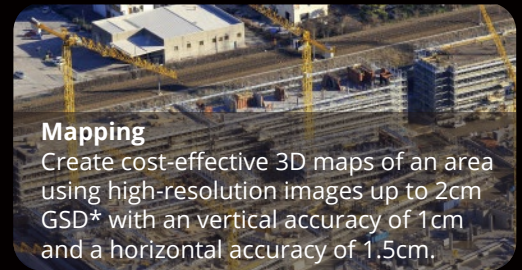 Mapping
Create cost-effective 3D maps of an area
using high-resolution images up to 2cm
GSD* with an vertical accuracy of 1cm
and a horizontal accuracy of 1.5cm.